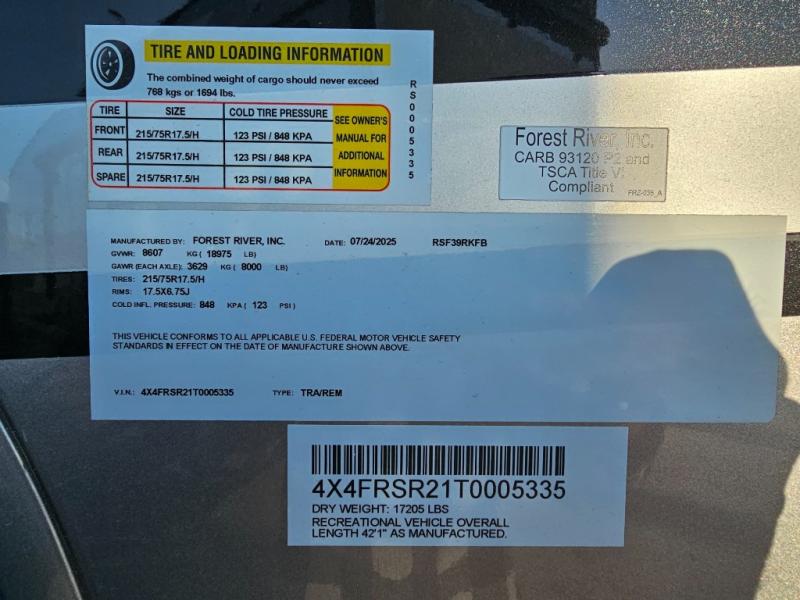 TIRE AND LOADING INFORMATION
The combined weight of cargo should never exceed
768 kgs or 1694 lbs.
TIRE SIZE COLD TIRE PRESSURE
FRONT 215/75R17.5/H 123 PSI / 848 KPA
REAR 215/75R17.5/H 123 PSI / 848 KPA
SPARE 215/75R17.5/H 123 PSI / 848 KPA
SEE OWNER'S
MANUAL FOR
ADDITIONAL
INFORMATION
RS0005335
Forest River, Inc.
CARB 93120 P2 and
TSCA Title VI
Compliant
FR2-035_A
MANUFACTURED BY: FOREST RIVER, INC. DATE: 07/24/2025 RSF39RKFB
GVWR: 8607 KG ( 18975 LB)
GAWR (EACH AXLE): 3629 KG ( 8000 LB)
TIRES: 215/75R17.5/H
RIMS: 17.5X6.75J
COLD INFL. PRESSURE: 848 KPA ( 123 PSI)
THIS VEHICLE CONFORMS TO ALL APPLICABLE U.S. FEDERAL MOTOR VEHICLE SAFETY
STANDARDS IN EFFECT ON THE DATE OF MANUFACTURE SHOWN ABOVE.
V.I.N.: 4X4FRSR21T0005335 TYPE: TRA/REM
4X4FRSR21T0005335
DRY WEIGHT: 17205 LBS
RECREATIONAL VEHICLE OVERALL
LENGTH 42'1" AS MANUFACTURED.